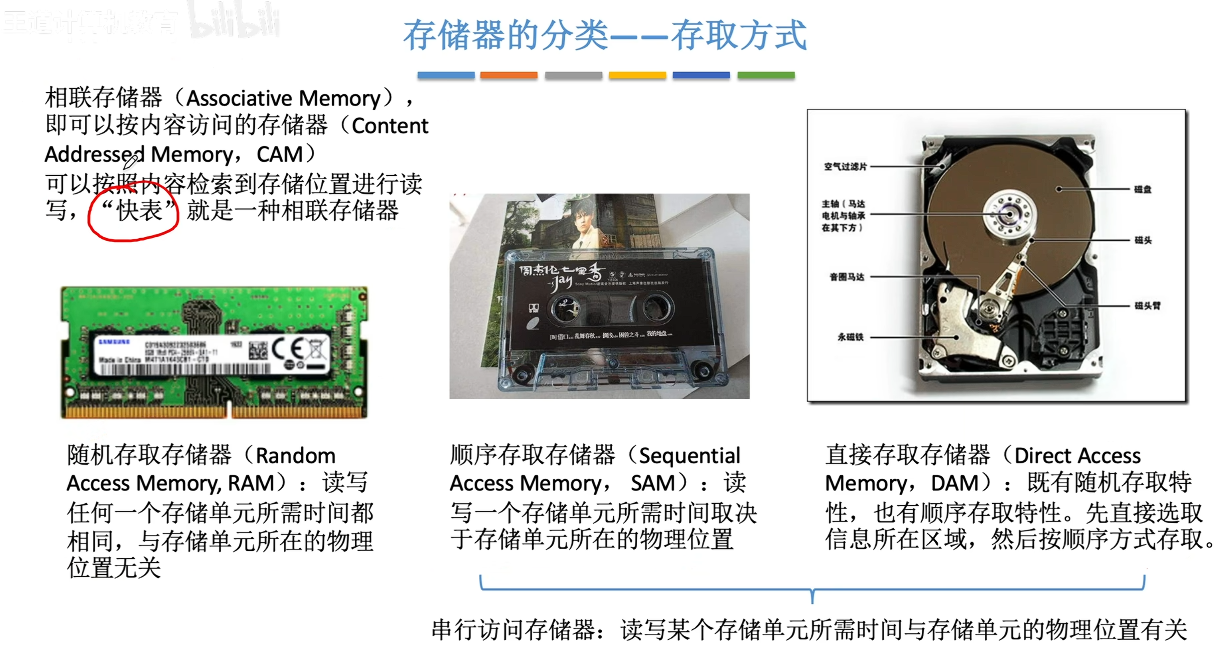 王道计算机教育 bilibili
存储器的分类——存取方式
相联存储器（Associative Memory），
即可以按内容访问的存储器（Content
Addressed Memory，CAM）
可以按照内容检索到存储位置进行读
写，“快表”就是一种相联存储器
SAMSUNG
Made in China
周杰伦 七里香
Jay
空气过滤片
主轴（马达
电机与轴承
在其下方）
音圈马达
永磁铁
磁盘
磁头
磁头臂
随机存取存储器（Random
Access Memory, RAM）：读写
任何一个存储单元所需时间都
相同，与存储单元所在的物理
位置无关
顺序存取存储器（Sequential
Access Memory， SAM）：读
写一个存储单元所需时间取决
于存储单元所在的物理位置
直接存取存储器（Direct Access
Memory，DAM）：既有随机存取特
性，也有顺序存取特性。先直接选取
信息所在区域，然后按顺序方式存取。
串行访问存储器：读写某个存储单元所需时间与存储单元的物理位置有关